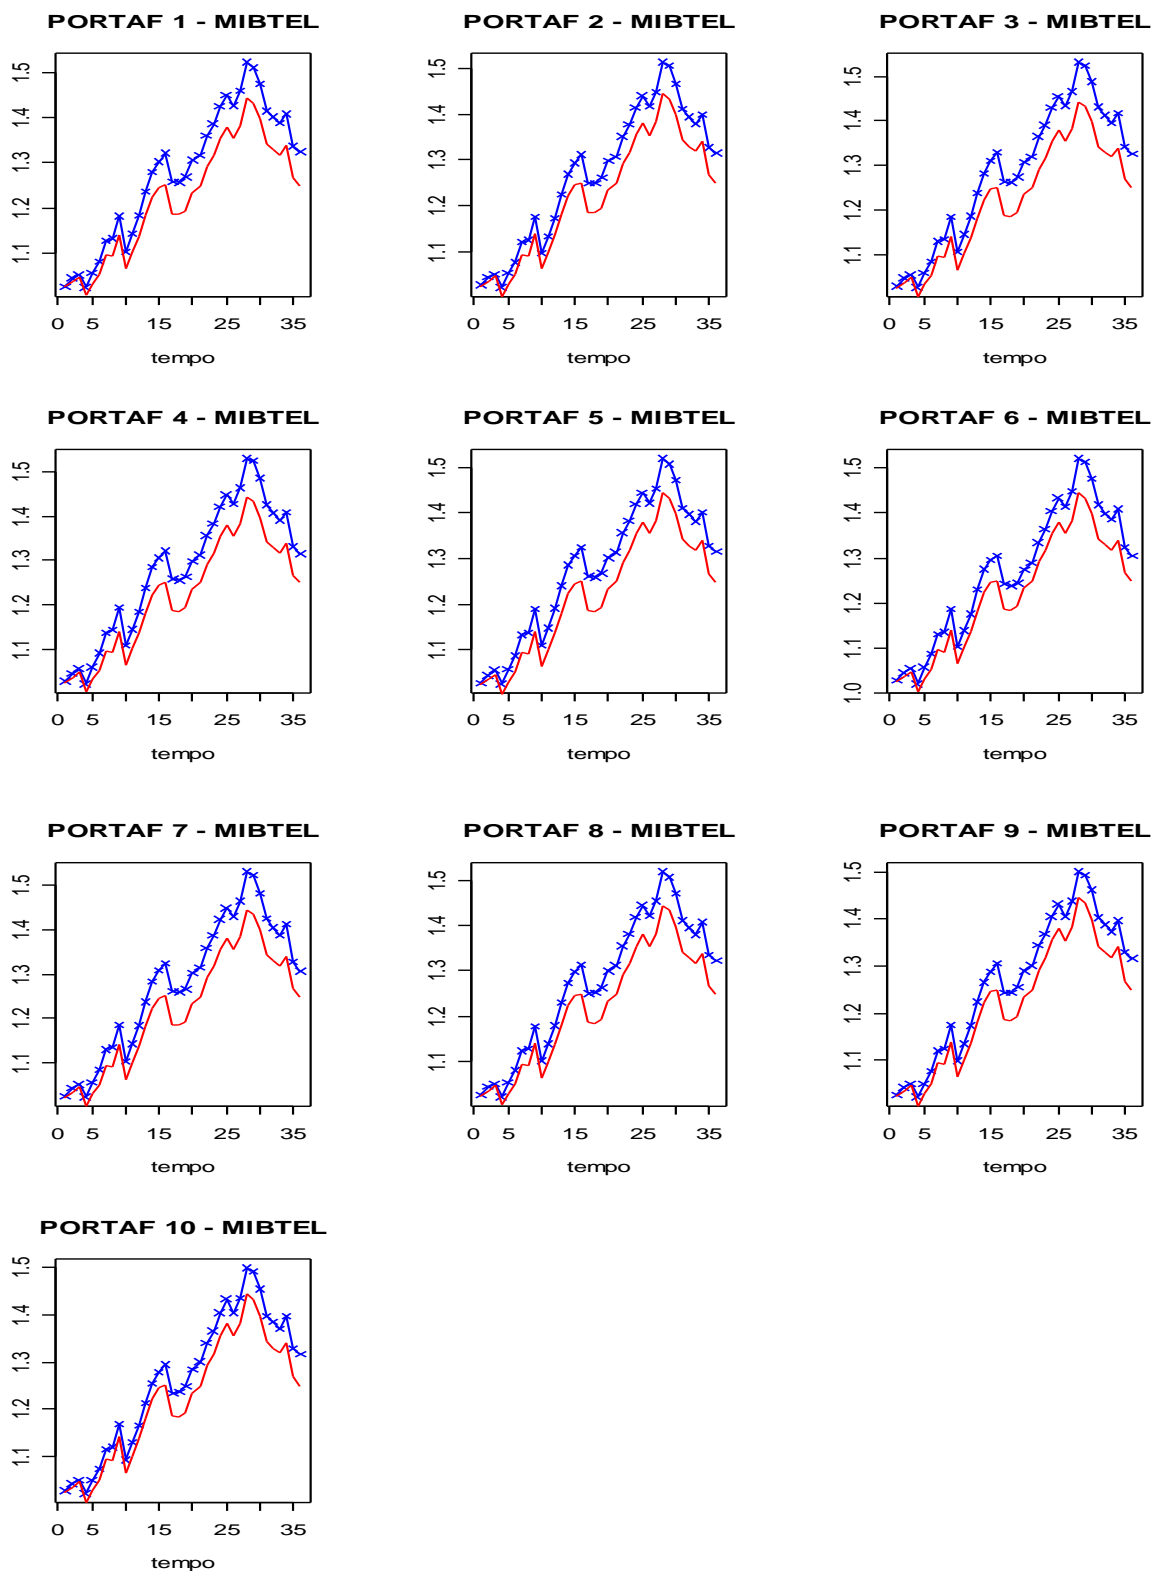 PORTAF 1 - MIBTEL PORTAF 2 - MIBTEL PORTAF 3 - MIBTEL
1.5 1.5 1.5
1.4 1.4 1.4
1.3 1.3 1.3
1.2 1.2 1.2
1.1 1.1 1.1
0 5 15 25 35 0 5 15 25 35 0 5 15 25 35
tempo tempo tempo
PORTAF 4 - MIBTEL PORTAF 5 - MIBTEL PORTAF 6 - MIBTEL
1.5 1.5 1.5
1.4 1.4 1.4
1.3 1.3 1.3
1.2 1.2 1.2
1.1 1.1 1.1
1.0
0 5 15 25 35 0 5 15 25 35 0 5 15 25 35
tempo tempo tempo
PORTAF 7 - MIBTEL PORTAF 8 - MIBTEL PORTAF 9 - MIBTEL
1.5 1.5 1.5
1.4 1.4 1.4
1.3 1.3 1.3
1.2 1.2 1.2
1.1 1.1 1.1
0 5 15 25 35 0 5 15 25 35 0 5 15 25 35
tempo tempo tempo
PORTAF 10 - MIBTEL
1.5
1.4
1.3
1.2
1.1
0 5 15 25 35
tempo